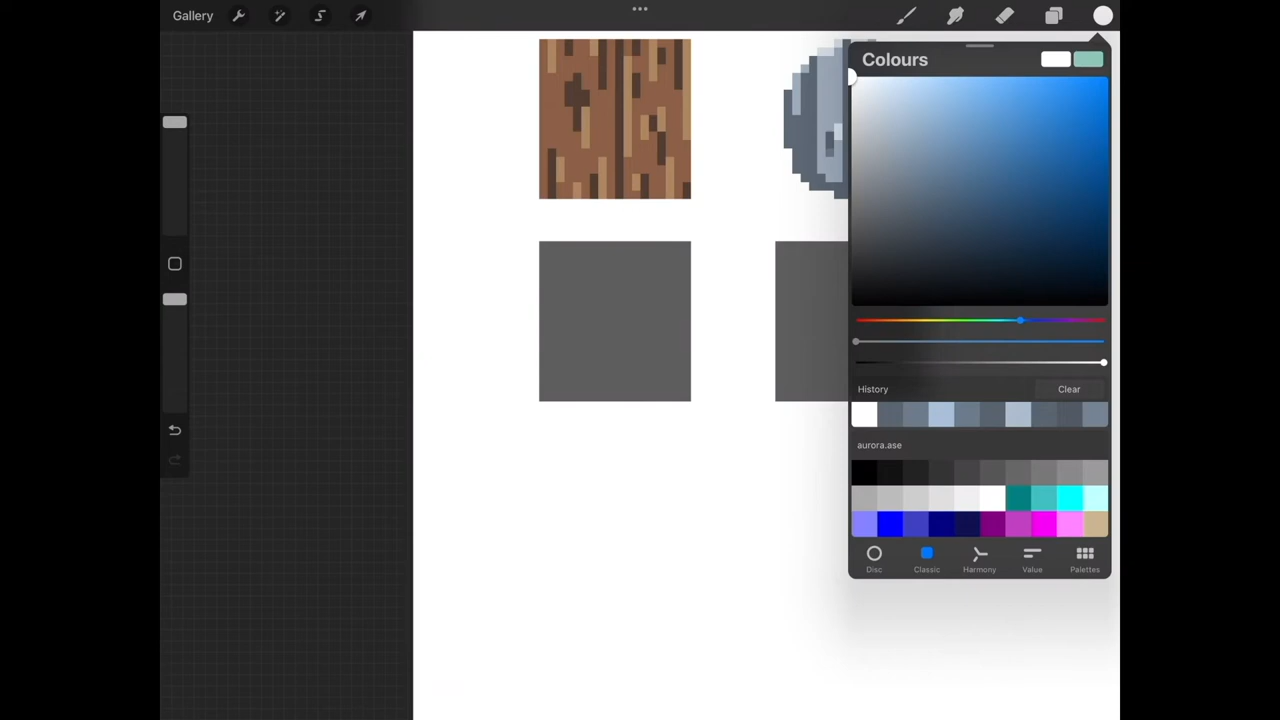 Gallery
Colours
History
Clear
aurora.ase
Disc
Classic
Harmony
Value
Palettes